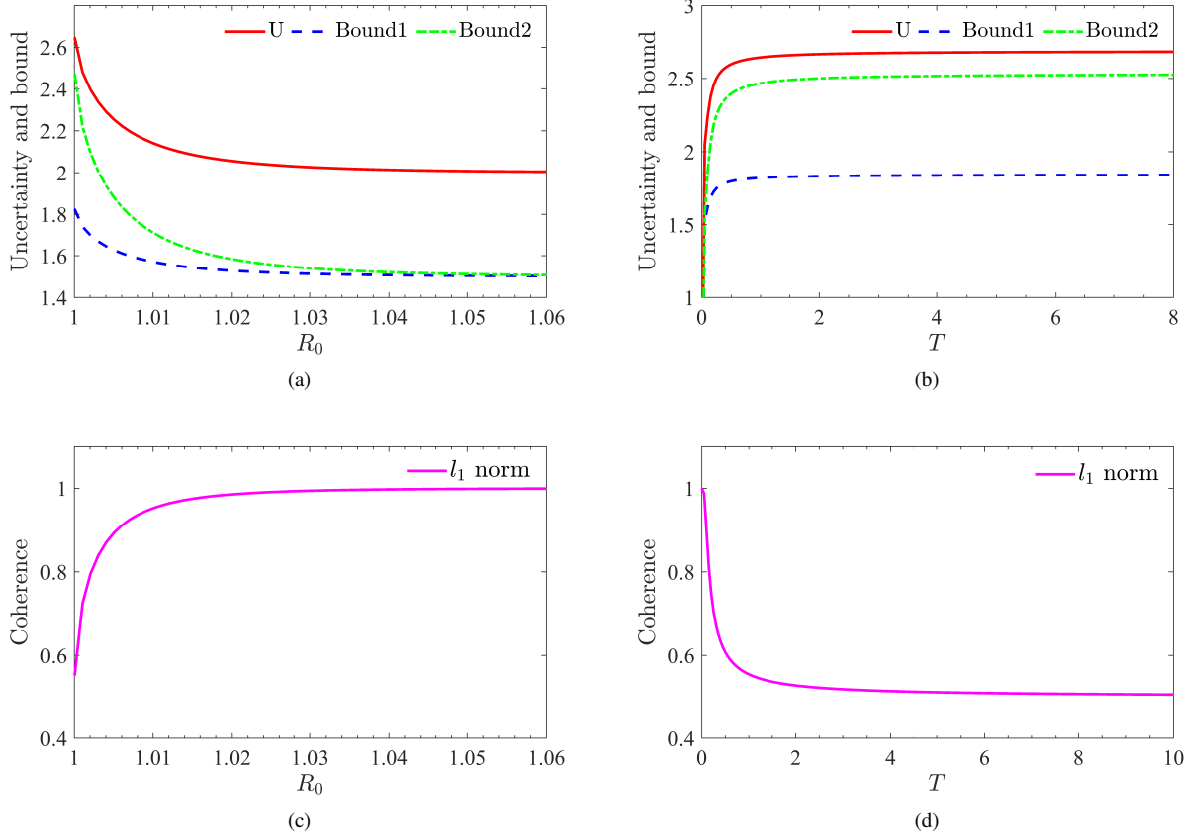 U Bound1 Bound2
Uncertainty and bound
2.6
2.4
2.2
2
1.8
1.6
1.4
1 1.01 1.02 1.03 1.04 1.05 1.06
R0
(a)
U Bound1 Bound2
Uncertainty and bound
3
2.5
2
1.5
1
0 2 4 6 8
T
(b)
l1 norm
Coherence
1
0.8
0.6
0.4
1 1.01 1.02 1.03 1.04 1.05 1.06
R0
(c)
l1 norm
Coherence
1
0.8
0.6
0.4
0 2 4 6 8 10
T
(d)